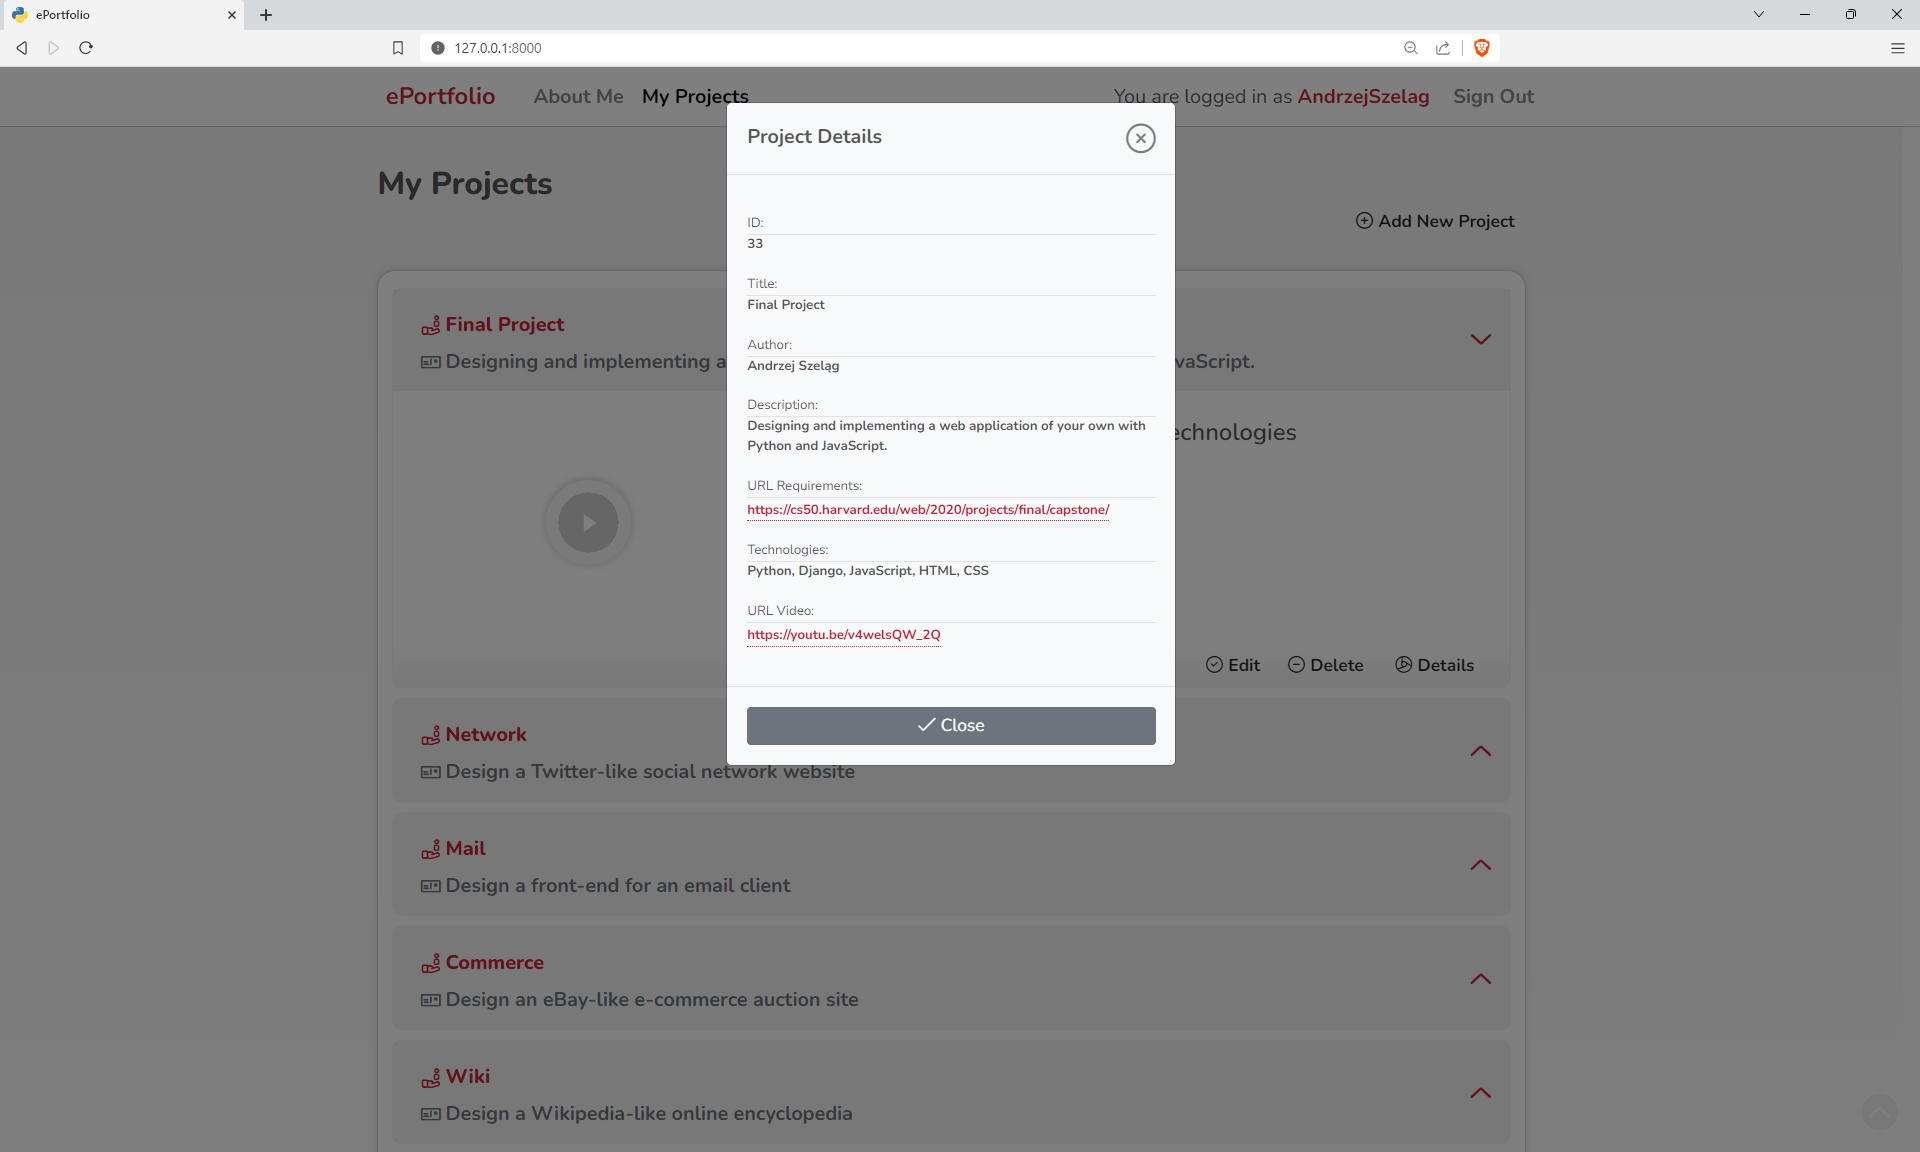 ePortfolio
127.0.0.1:8000
ePortfolio About Me My Projects You are logged in as AndrzejSzelag Sign Out
My Projects
Add New Project
Project Details
ID:
33
Title:
Final Project
Author:
Andrzej Szeląg
Description:
Designing and implementing a web application of your own with
Python and JavaScript.
URL Requirements:
https://cs50.harvard.edu/web/2020/projects/final/capstone/
Technologies:
Python, Django, JavaScript, HTML, CSS
URL Video:
https://youtu.be/v4welsQW_2Q
Close
Final Project
Designing and implementing a vaScript.
echnologies
Edit Delete Details
Network
Design a Twitter-like social network website
Mail
Design a front-end for an email client
Commerce
Design an eBay-like e-commerce auction site
Wiki
Design a Wikipedia-like online encyclopedia